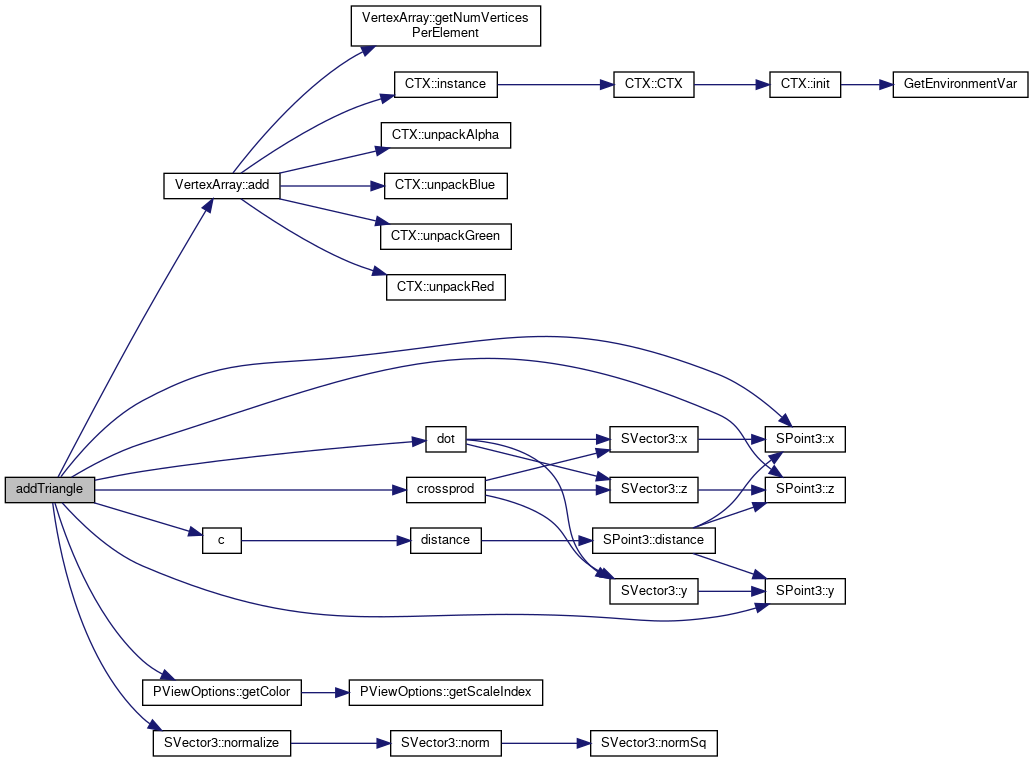 VertexArray::getNumVertices
PerElement
CTX::instance
CTX::CTX
CTX::init
GetEnvironmentVar
CTX::unpackAlpha
VertexArray::add
CTX::unpackBlue
CTX::unpackGreen
CTX::unpackRed
dot
SVector3::x
SPoint3::x
addTriangle
crossprod
SVector3::z
SPoint3::z
c
distance
SPoint3::distance
SVector3::y
SPoint3::y
PViewOptions::getColor
PViewOptions::getScaleIndex
SVector3::normalize
SVector3::norm
SVector3::normSq